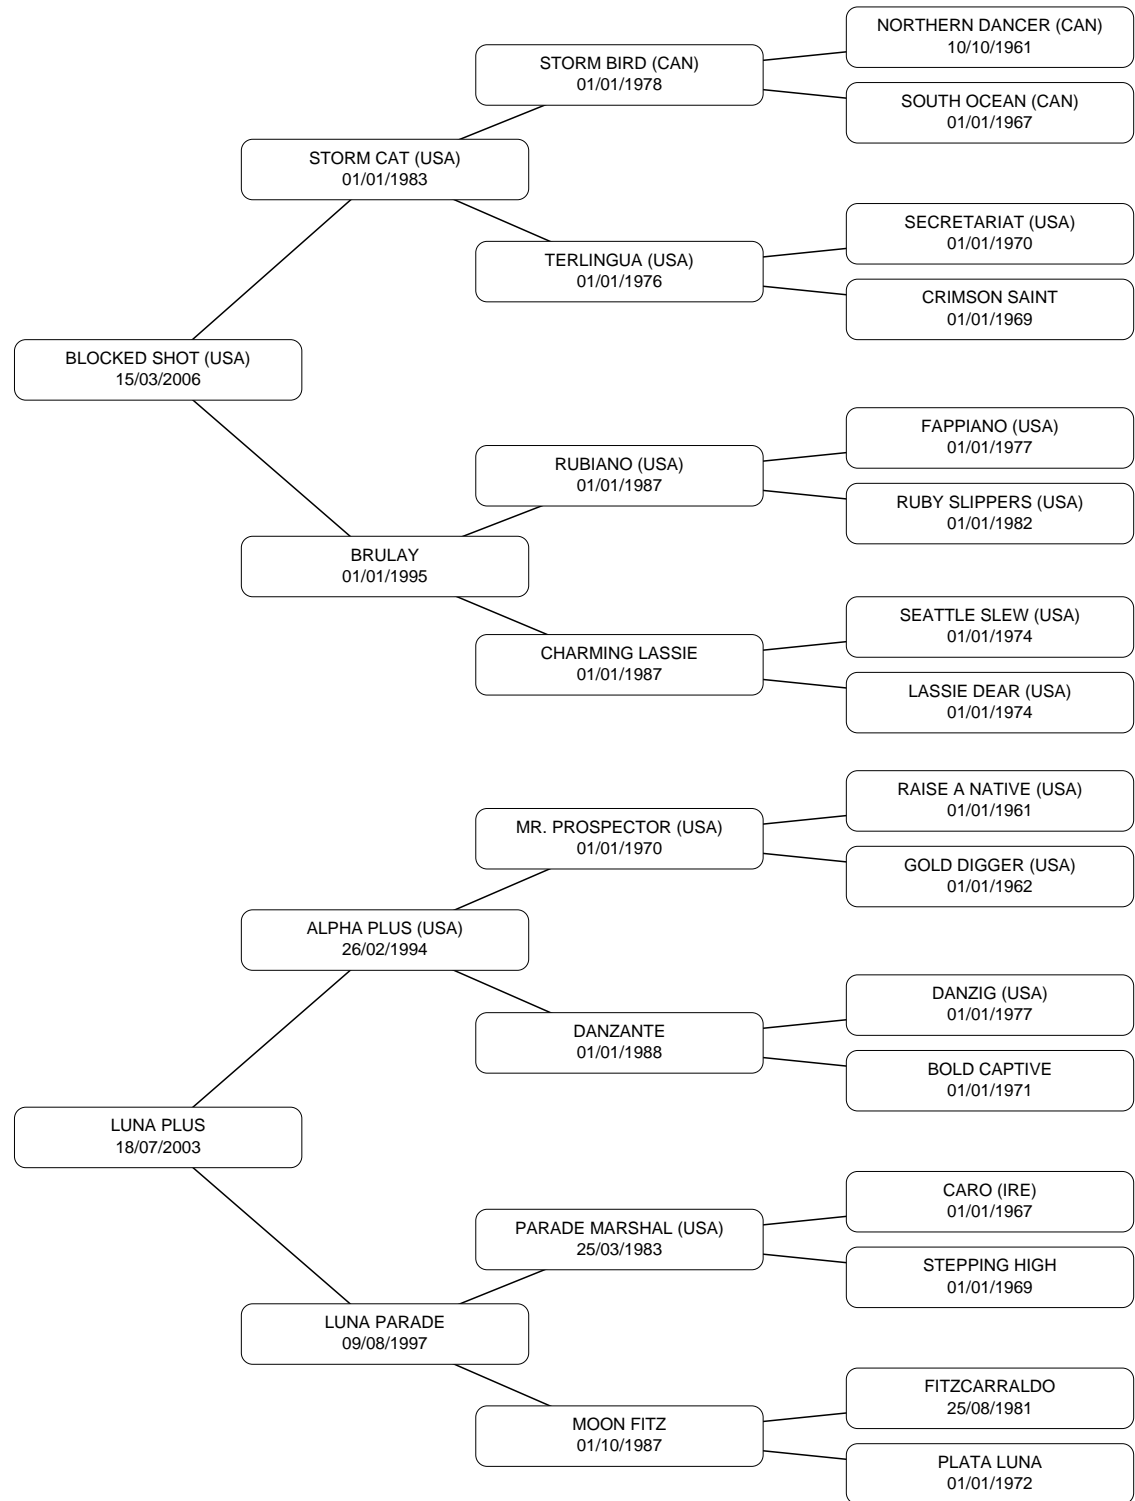 NORTHERN DANCER (CAN)
10/10/1961
STORM BIRD (CAN)
01/01/1978
SOUTH OCEAN (CAN)
01/01/1967
STORM CAT (USA)
01/01/1983
SECRETARIAT (USA)
01/01/1970
TERLINGUA (USA)
01/01/1976
CRIMSON SAINT
01/01/1969
BLOCKED SHOT (USA)
15/03/2006
FAPPIANO (USA)
01/01/1977
RUBIANO (USA)
01/01/1987
RUBY SLIPPERS (USA)
01/01/1982
BRULAY
01/01/1995
SEATTLE SLEW (USA)
01/01/1974
CHARMING LASSIE
01/01/1987
LASSIE DEAR (USA)
01/01/1974
RAISE A NATIVE (USA)
01/01/1961
MR. PROSPECTOR (USA)
01/01/1970
GOLD DIGGER (USA)
01/01/1962
ALPHA PLUS (USA)
26/02/1994
DANZIG (USA)
01/01/1977
DANZANTE
01/01/1988
BOLD CAPTIVE
01/01/1971
LUNA PLUS
18/07/2003
CARO (IRE)
01/01/1967
PARADE MARSHAL (USA)
25/03/1983
STEPPING HIGH
01/01/1969
LUNA PARADE
09/08/1997
FITZCARRALDO
25/08/1981
MOON FITZ
01/10/1987
PLATA LUNA
01/01/1972